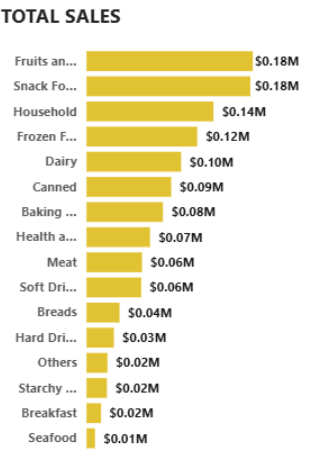 TOTAL SALES
Fruits an... $0.18M
Snack Fo... $0.18M
Household $0.14M
Frozen F... $0.12M
Dairy $0.10M
Canned $0.09M
Baking ... $0.08M
Health a... $0.07M
Meat $0.06M
Soft Dri... $0.06M
Breads $0.04M
Hard Dri... $0.03M
Others $0.02M
Starchy ... $0.02M
Breakfast $0.02M
Seafood $0.01M